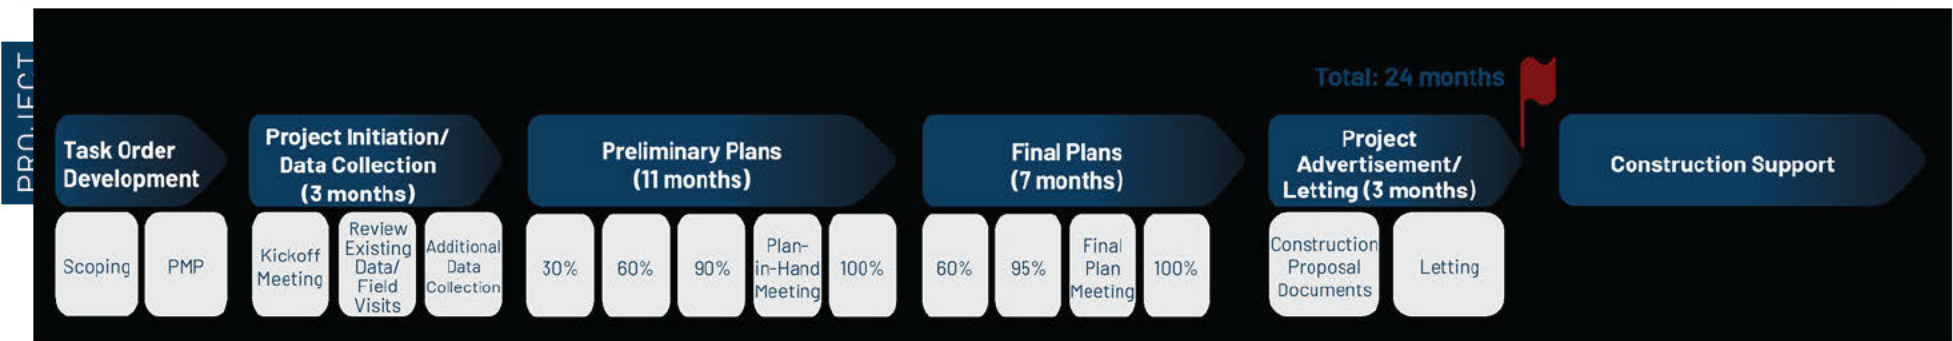 PROJECT
Total: 24 months
Task Order
Development
Project Initiation/
Data Collection
(3 months)
Preliminary Plans
(11 months)
Final Plans
(7 months)
Project
Advertisement/
Letting (3 months)
Construction Support
Scoping
PMP
Kickoff
Meeting
Review
Existing
Data/
Field
Visits
Additional
Data
Collection
30%
60%
90%
Plan-
in-Hand
Meeting
100%
60%
95%
Final
Plan
Meeting
100%
Construction
Proposal
Documents
Letting